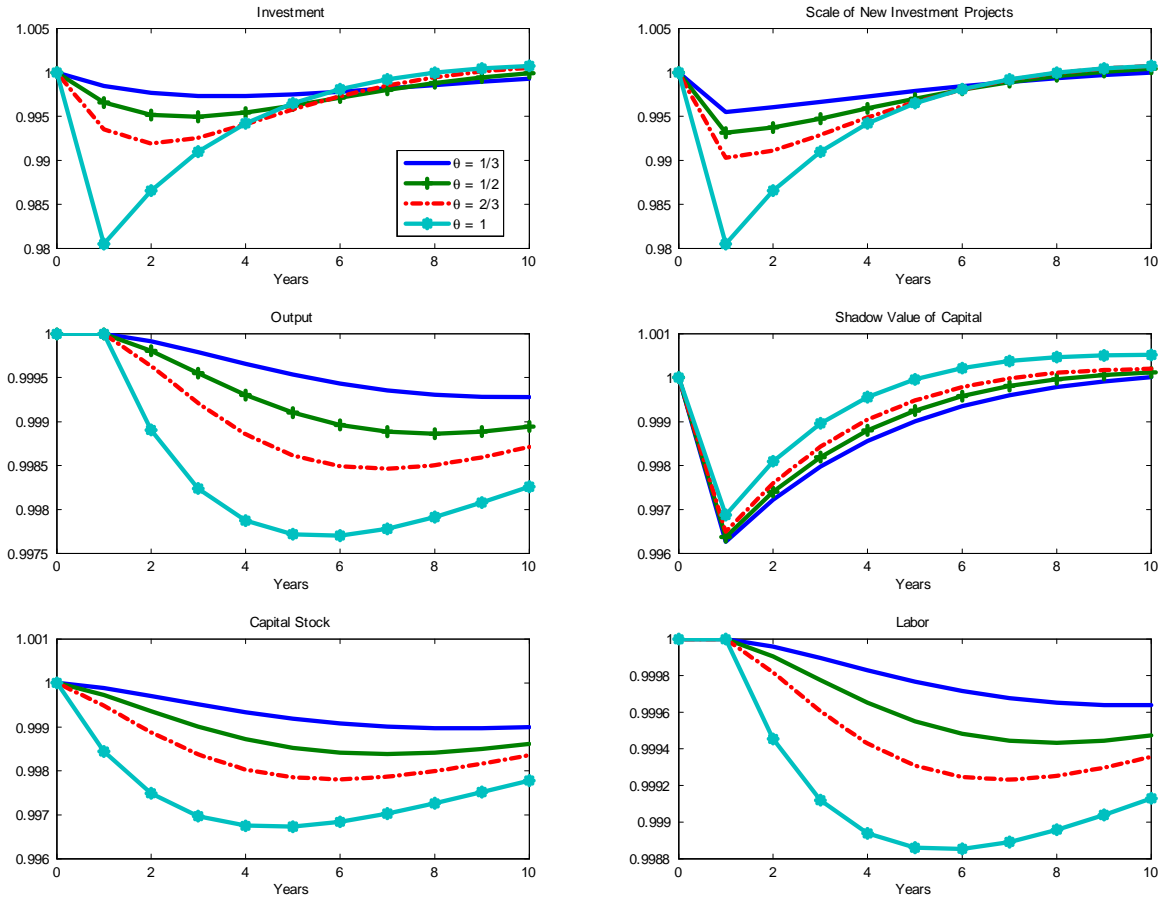 Investment
1.005
1
0.995
0.99
0.985
0.98
0 2 4 6 8 10
Years
θ = 1/3
θ = 1/2
θ = 2/3
θ = 1
Scale of New Investment Projects
1.005
1
0.995
0.99
0.985
0.98
0 2 4 6 8 10
Years
Output
1
0.9995
0.999
0.9985
0.998
0.9975
0 2 4 6 8 10
Years
Shadow Value of Capital
1.001
1
0.999
0.998
0.997
0.996
0 2 4 6 8 10
Years
Capital Stock
1.001
1
0.999
0.998
0.997
0.996
0 2 4 6 8 10
Years
Labor
1
0.9998
0.9996
0.9994
0.9992
0.999
0.9988
0 2 4 6 8 10
Years